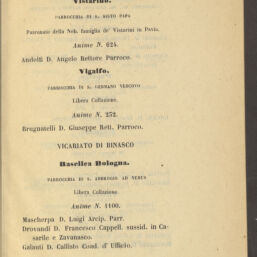 Vistarino.
PARROCCHIA DI S. SISTO PAPA
Patronato della Nob. famiglia de' Vistarini in Pavia.
Anime N. 624.
Andolfi D. Angelo Rettore Parroco.
Vigalfo.
PARROCCHIA DI S. GERMANO VESCOVO
Libera Collazione.
Anime N. 252.
Brugnatelli D. Giuseppe Rett. Parroco.
VICARIATO DI BINASCO
Baselica Bologna.
PARROCCHIA DI S. AMBROGIO AD NEMUS
Libera Collazione
Anime N. 1100.
Mascherpa D. Luigi Arcip. Parr.
Drovandi D. Francesco Cappell. sussid. in Ca-
sarile e Zavanasco.
Galanti D. Callisto Coad. d' Ufficio.